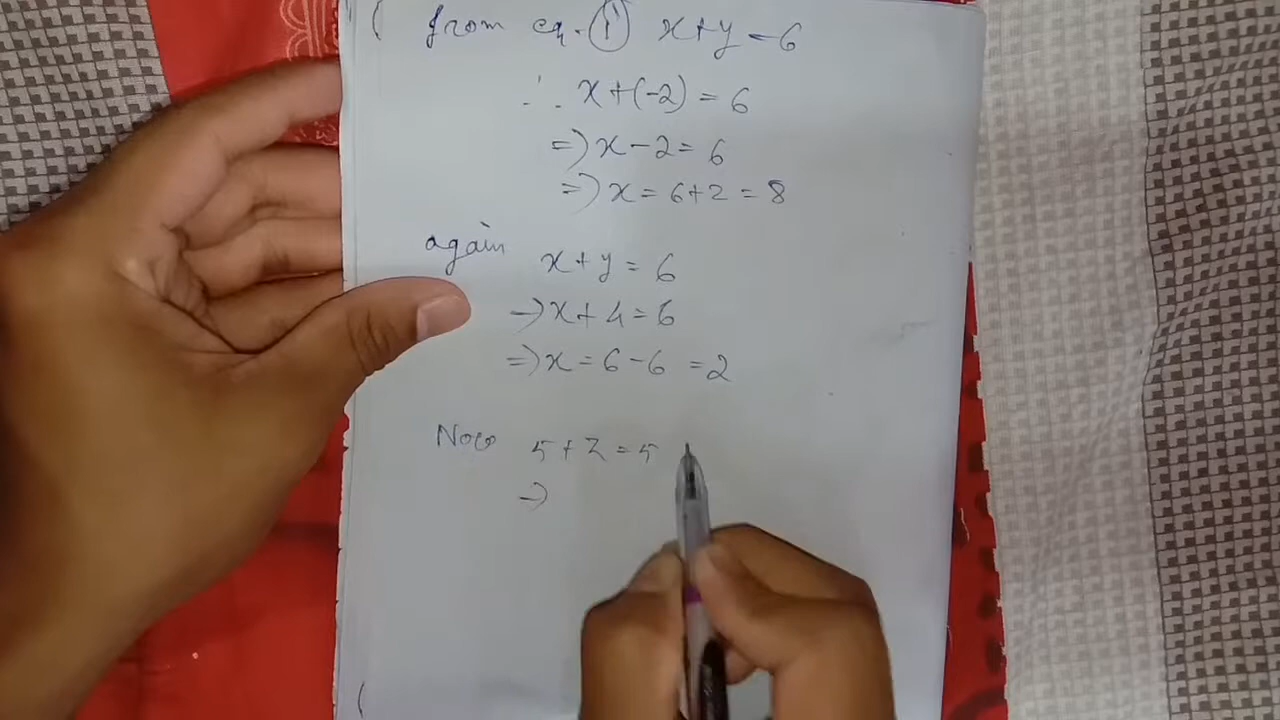 from eq. ① x+y = 6
∴ x+(-2) = 6
=> x-2 = 6
=> x = 6+2 = 8
again
x+y = 6
-> x+4 = 6
=> x = 6-6 = 2
Now 5+z = 5
->